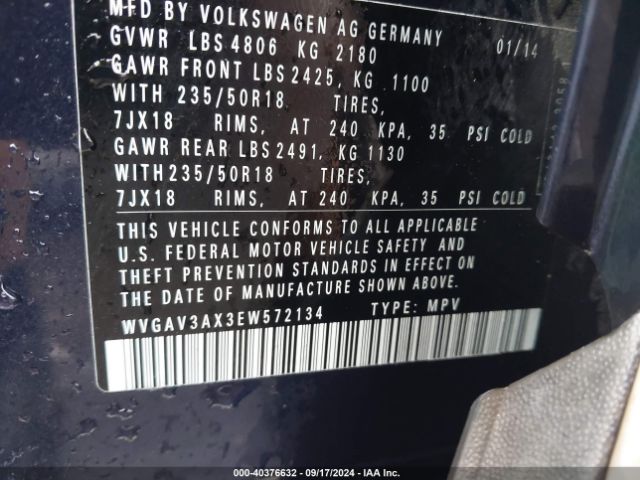 MFD BY VOLKSWAGEN AG GERMANY 01/14
GVWR LBS 4806 KG 2180
GAWR FRONT LBS 2425, KG 1100
WITH 235/50R18 TIRES,
7JX18 RIMS, AT 240 KPA, 35 PSI COLD
GAWR REAR LBS 2491, KG 1130
WITH 235/50R18 TIRES,
7JX18 RIMS, AT 240 KPA, 35 PSI COLD
THIS VEHICLE CONFORMS TO ALL APPLICABLE
U.S. FEDERAL MOTOR VEHICLE SAFETY AND
THEFT PREVENTION STANDARDS IN EFFECT ON
THE DATE OF MANUFACTURE SHOWN ABOVE
WVGAV3AX3EW572134 TYPE: MPV
000-40376632 - 09/17/2024 - IAA Inc.